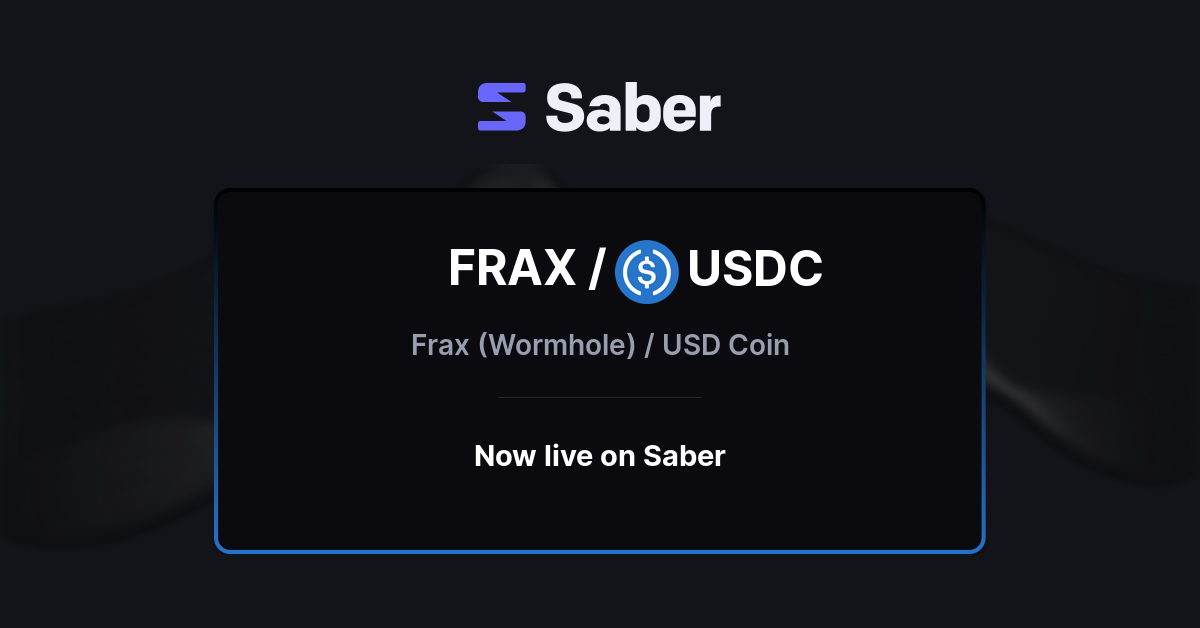 Saber
FRAX / USDC
Frax (Wormhole) / USD Coin
Now live on Saber